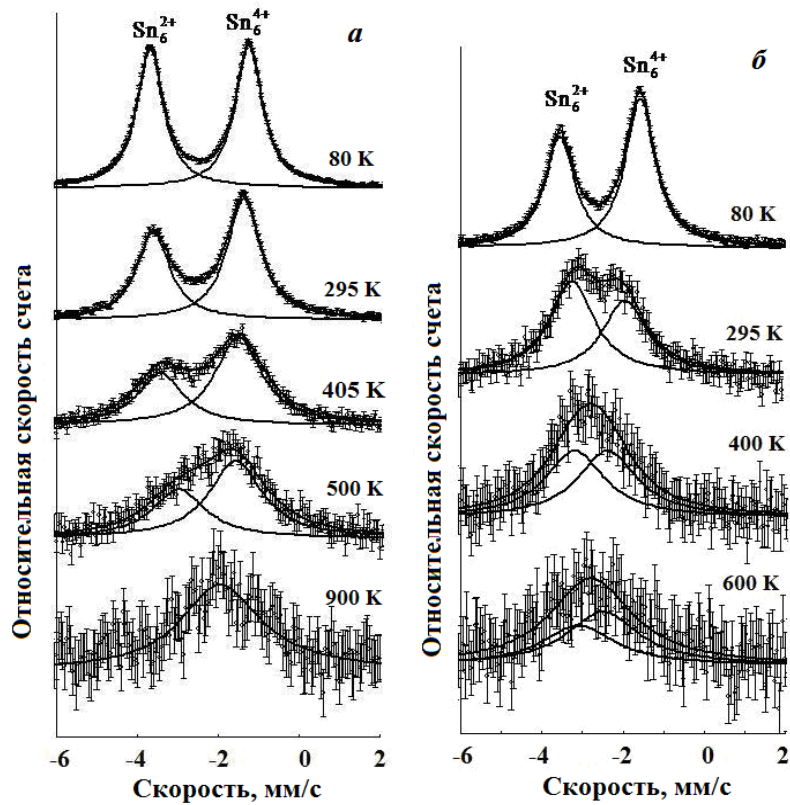 а
Sn₆²⁺ Sn₆⁴⁺
80 K
295 K
405 K
500 K
900 K
Относительная скорость счета
-6 -4 -2 0 2
Скорость, мм/с
б
Sn₆²⁺ Sn₆⁴⁺
80 K
295 K
400 K
600 K
Относительная скорость счета
-6 -4 -2 0 2
Скорость, мм/с